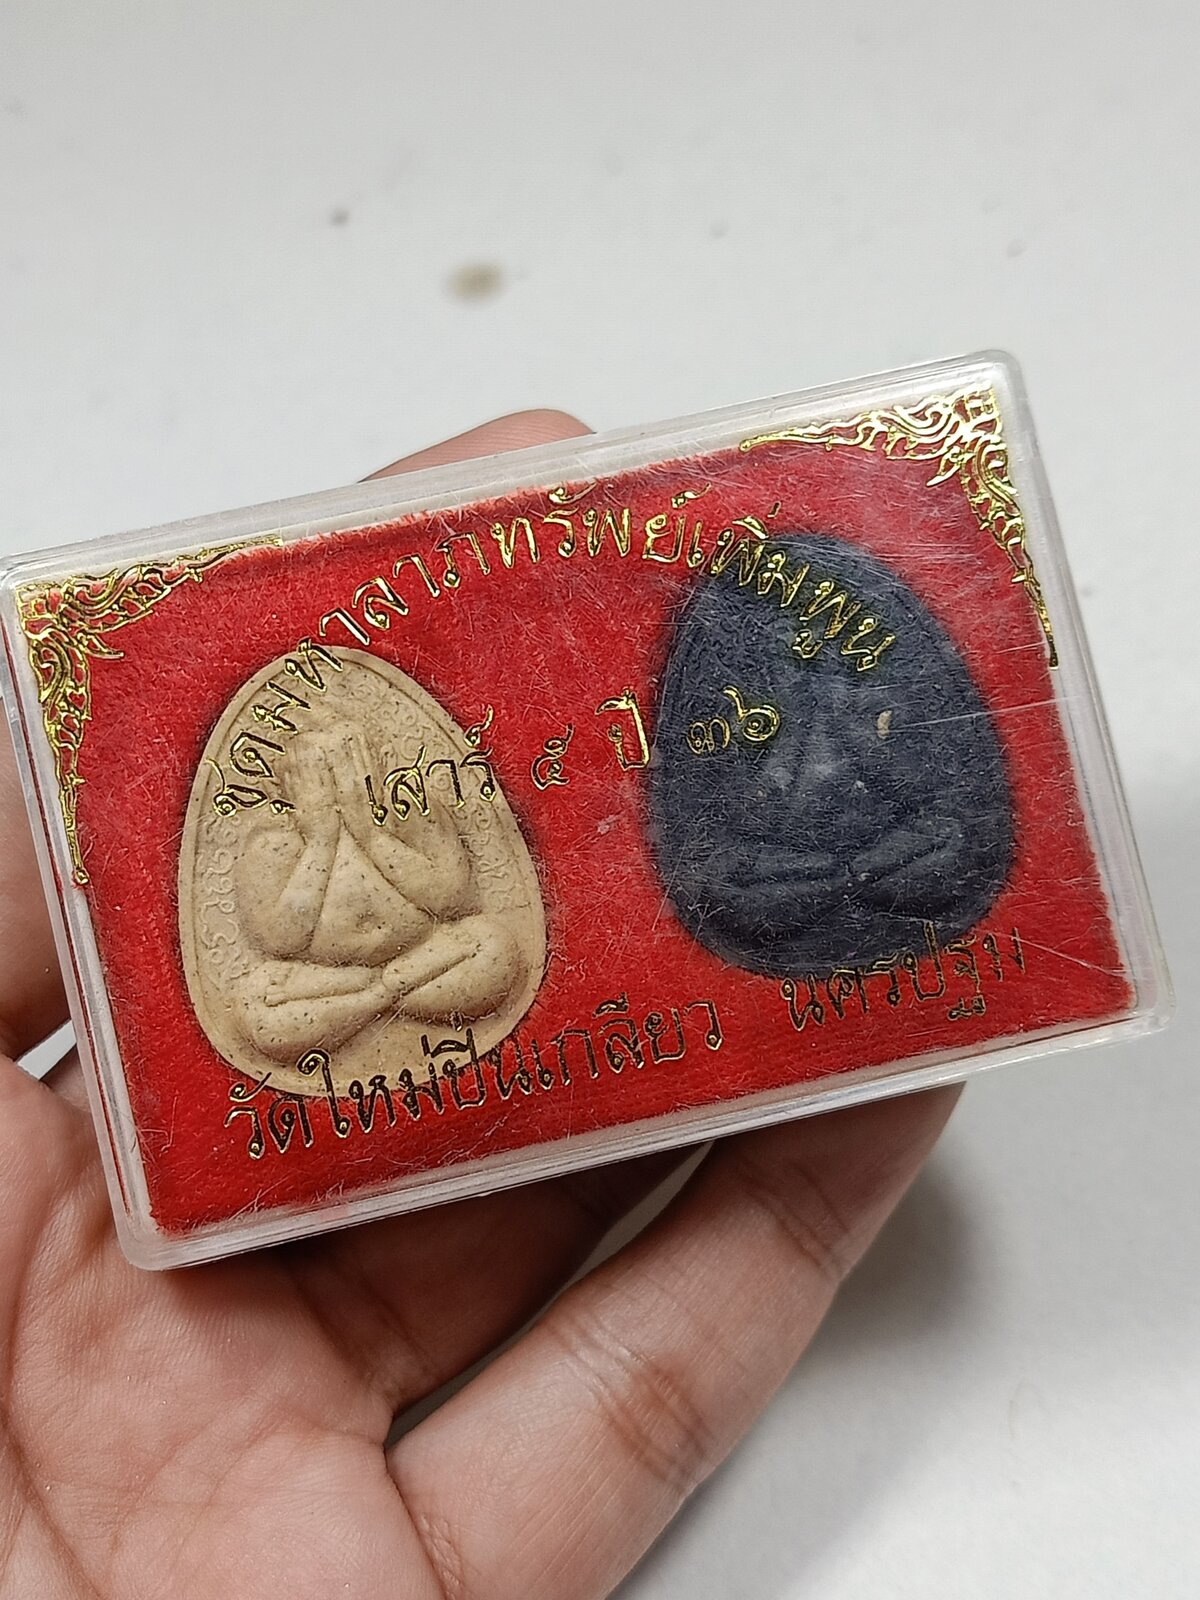 ชุดมหาลาภทรัพย์เพิ่มพูน
เสาร์ ๕ ปี ๓๖
วัดใหม่ปิ่นเกลียว นครปฐม